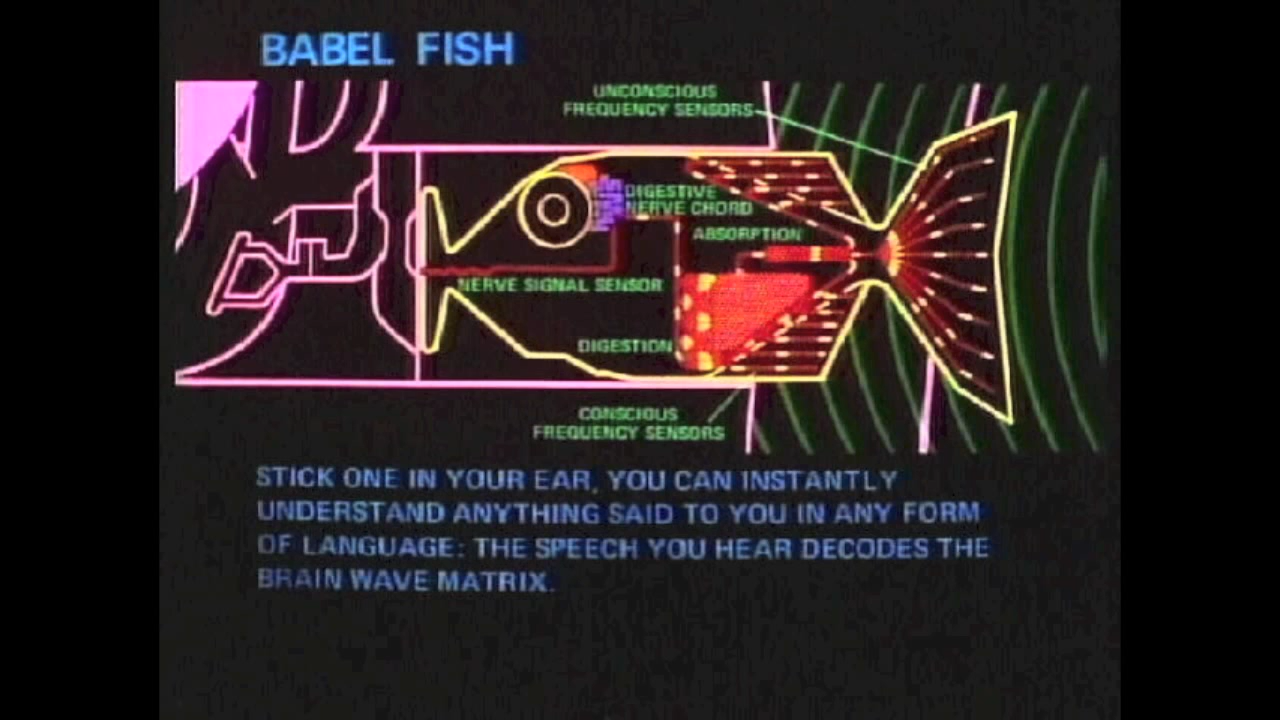 BABEL FISH
UNCONSCIOUS
FREQUENCY SENSORS
DIGESTIVE
NERVE CHORD
ABSORPTION
NERVE SIGNAL SENSOR
DIGESTION
CONSCIOUS
FREQUENCY SENSORS
STICK ONE IN YOUR EAR, YOU CAN INSTANTLY
UNDERSTAND ANYTHING SAID TO YOU IN ANY FORM
OF LANGUAGE: THE SPEECH YOU HEAR DECODES THE
BRAIN WAVE MATRIX.